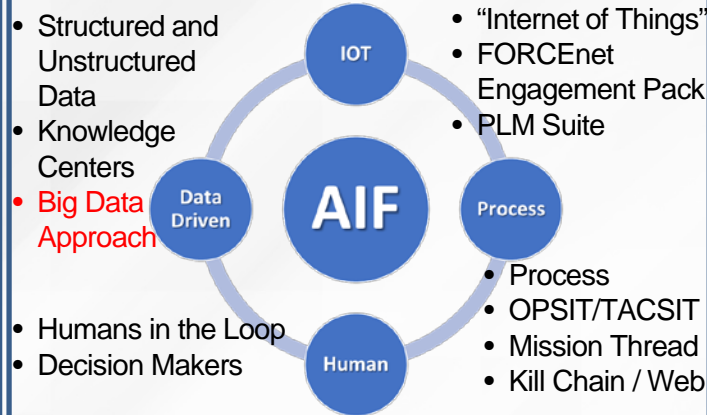 • Structured and
Unstructured
Data
• Knowledge
Centers
• Big Data
Approach
IOT
• “Internet of Things”
• FORCEnet
Engagement Pack
• PLM Suite
Data
Driven
AIF
Process
• Humans in the Loop
• Decision Makers
Human
• Process
• OPSIT/TACSIT
• Mission Thread
• Kill Chain / Web